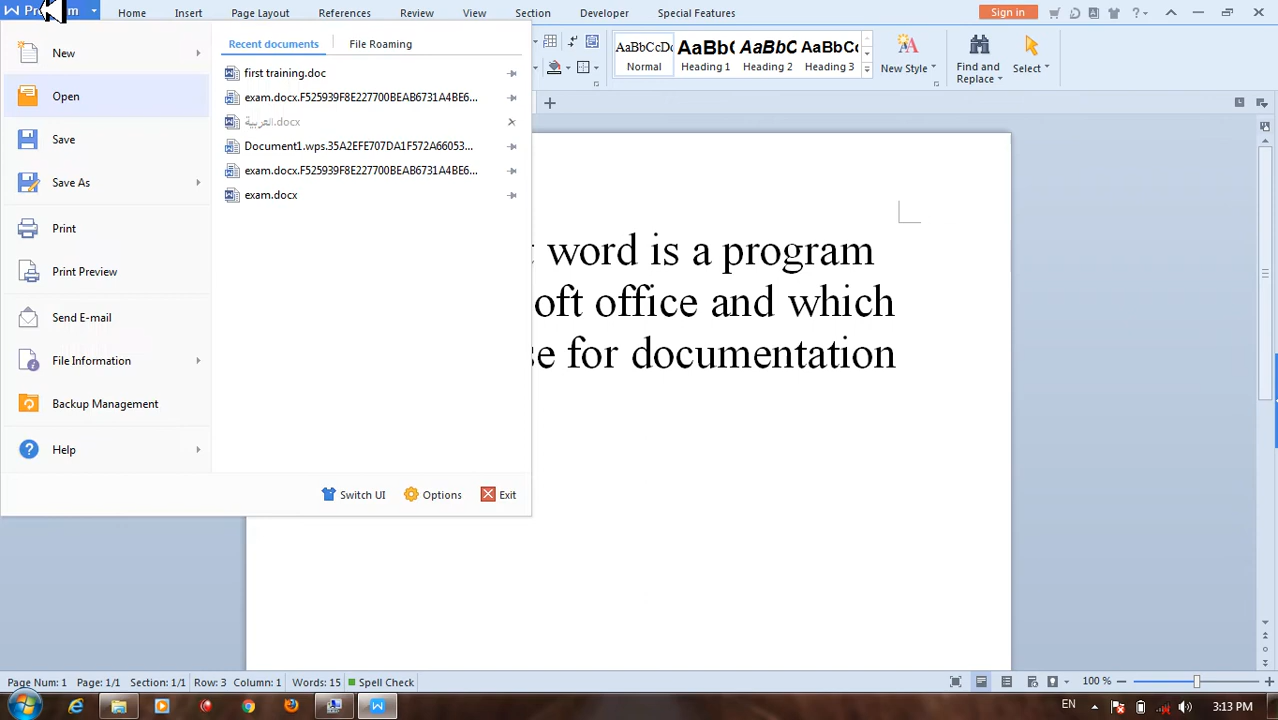 Home Insert Page Layout References Review View Section Developer Special Features Sign in
New
Open
Save
Save As
Print
Print Preview
Send E-mail
File Information
Backup Management
Help
Recent documents File Roaming
first training.doc
exam.docx.F525939F8E227700BEAB6731A4BE6...
العربية.docx
Document1.wps.35A2EFE707DA1F572A66053...
exam.docx.F525939F8E227700BEAB6731A4BE6...
exam.docx
Switch UI Options Exit
AaBbCcDd AaBb( AaBb( AaBbC(
Normal Heading 1 Heading 2 Heading 3
New Style
Find and
Replace
Select
word is a program
soft office and which
se for documentation
Page Num: 1 Page: 1/1 Section: 1/1 Row: 3 Column: 1 Words: 15 Spell Check 100 %
EN 3:13 PM